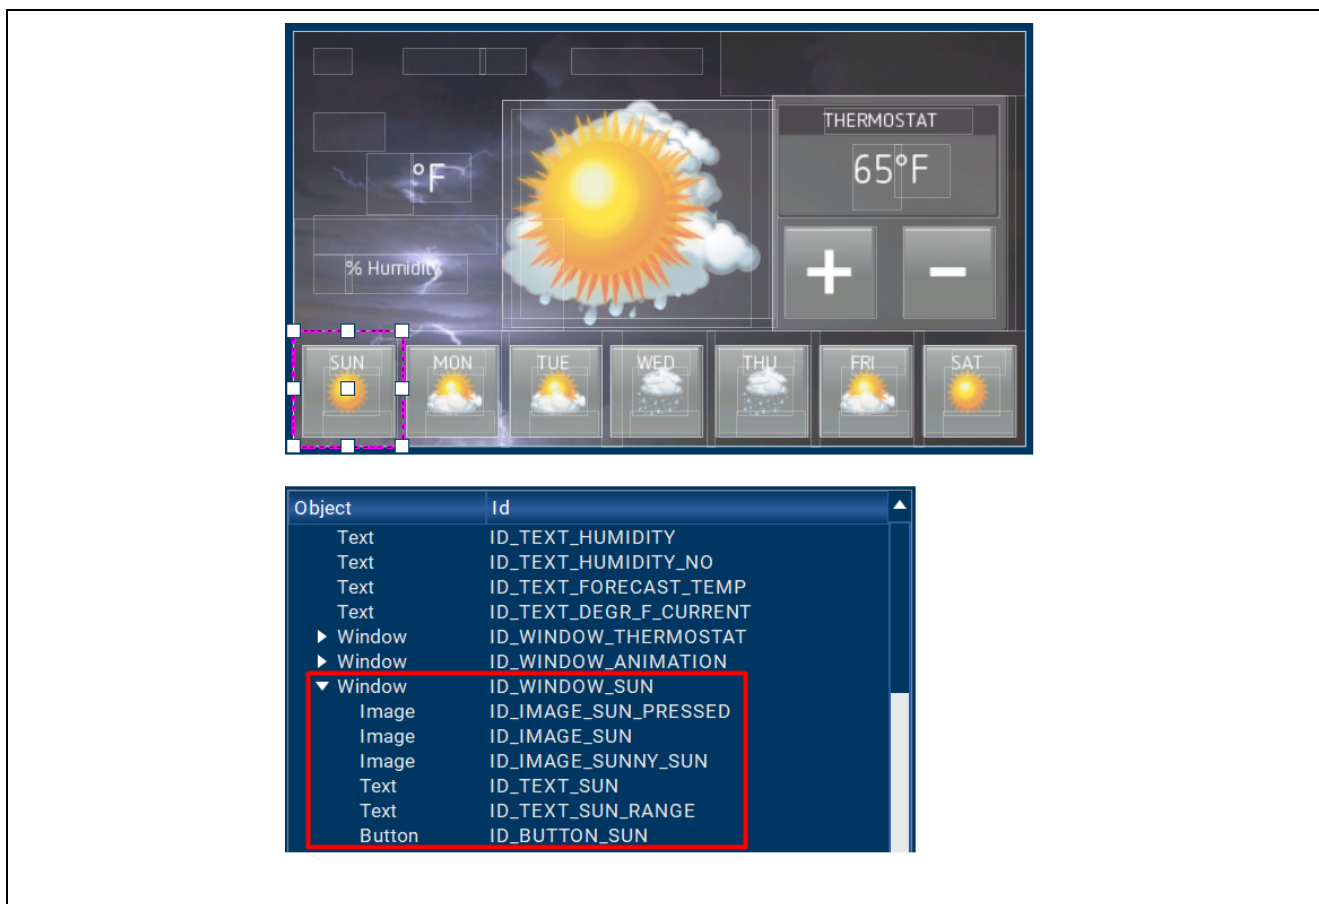 THERMOSTAT
65°F
°F
% Humidity
SUN MON TUE WED THU FRI SAT
Object Id
Text ID_TEXT_HUMIDITY
Text ID_TEXT_HUMIDITY_NO
Text ID_TEXT_FORECAST_TEMP
Text ID_TEXT_DEGR_F_CURRENT
Window ID_WINDOW_THERMOSTAT
Window ID_WINDOW_ANIMATION
Window ID_WINDOW_SUN
Image ID_IMAGE_SUN_PRESSED
Image ID_IMAGE_SUN
Image ID_IMAGE_SUNNY_SUN
Text ID_TEXT_SUN
Text ID_TEXT_SUN_RANGE
Button ID_BUTTON_SUN